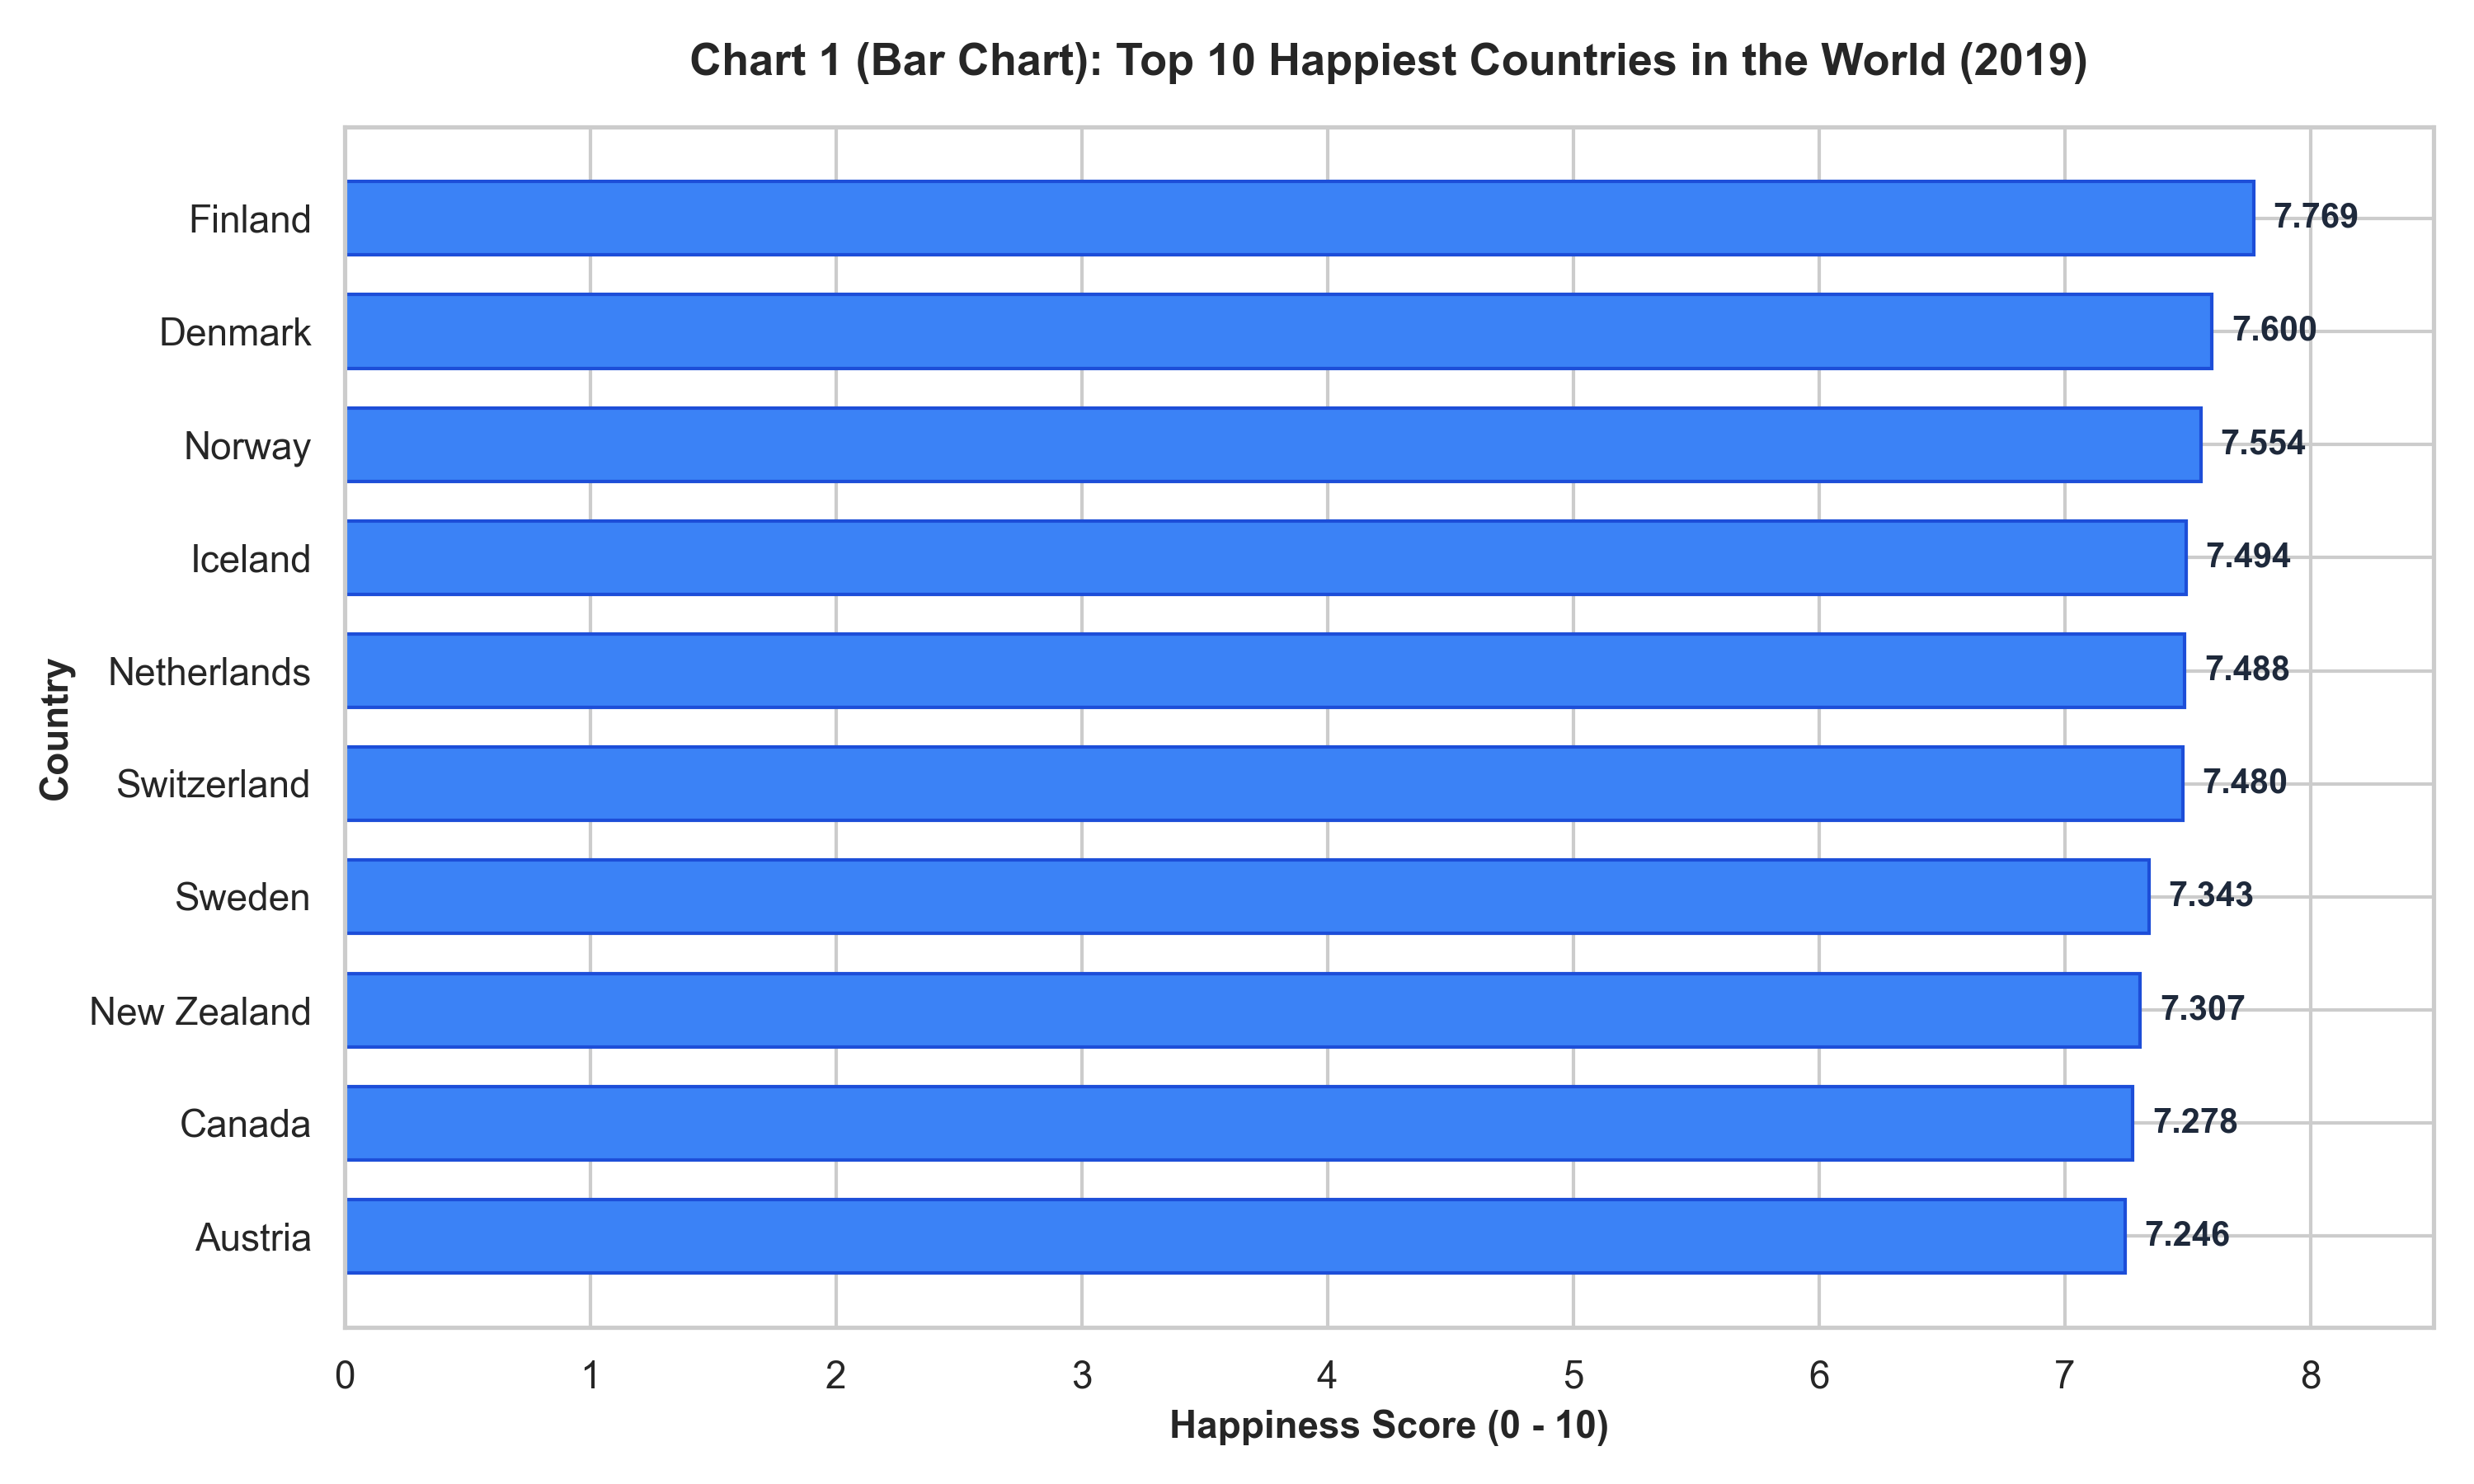 Chart 1 (Bar Chart): Top 10 Happiest Countries in the World (2019)
Country
Finland 7.769
Denmark 7.600
Norway 7.554
Iceland 7.494
Netherlands 7.488
Switzerland 7.480
Sweden 7.343
New Zealand 7.307
Canada 7.278
Austria 7.246
0 1 2 3 4 5 6 7 8
Happiness Score (0 - 10)